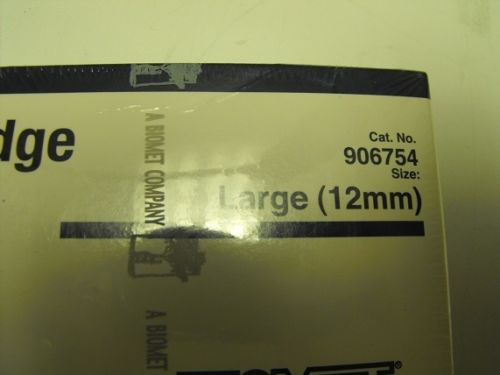 dge
Cat. No.
906754
Size:
Large (12mm)
A BIOMET COMPANY
A BIOMET
®